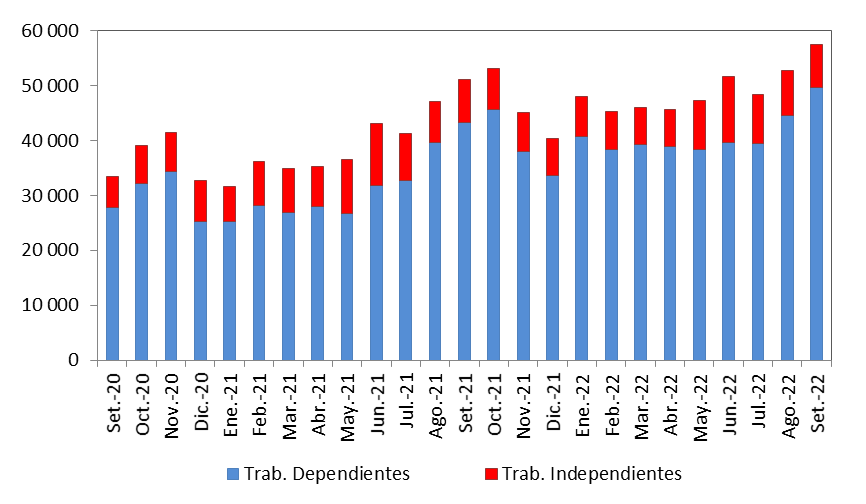 60 000
50 000
40 000
30 000
20 000
10 000
0
Set.-20
Oct.-20
Nov.-20
Dic.-20
Ene.-21
Feb.-21
Mar.-21
Abr.-21
May.-21
Jun.-21
Jul.-21
Ago.-21
Set.-21
Oct.-21
Nov.-21
Dic.-21
Ene.-22
Feb.-22
Mar.-22
Abr.-22
May.-22
Jun.-22
Jul.-22
Ago.-22
Set.-22
Trab. Dependientes
Trab. Independientes